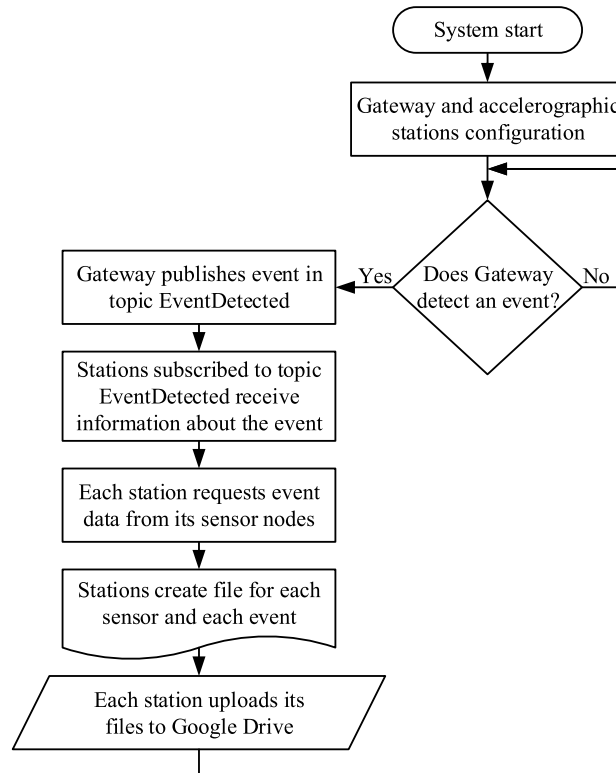 System start
Gateway and accelerographic
stations configuration
Does Gateway
detect an event?
Yes
No
Gateway publishes event in
topic EventDetected
Stations subscribed to topic
EventDetected receive
information about the event
Each station requests event
data from its sensor nodes
Stations create file for each
sensor and each event
Each station uploads its
files to Google Drive